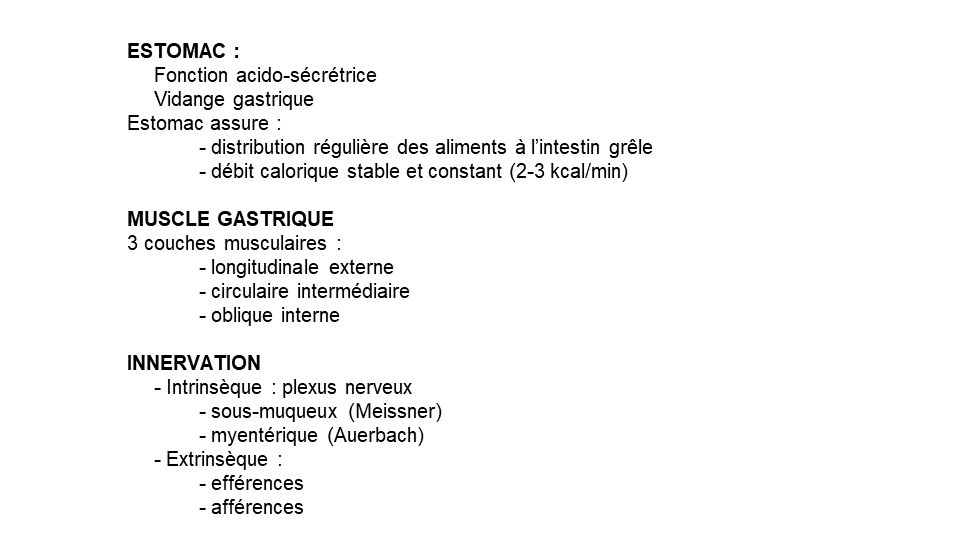 ESTOMAC :
Fonction acido-sécrétrice
Vidange gastrique
Estomac assure :
- distribution régulière des aliments à l’intestin grêle
- débit calorique stable et constant (2-3 kcal/min)
MUSCLE GASTRIQUE
3 couches musculaires :
- longitudinale externe
- circulaire intermédiaire
- oblique interne
INNERVATION
- Intrinsèque : plexus nerveux
- sous-muqueux (Meissner)
- myentérique (Auerbach)
- Extrinsèque :
- efférences
- afférences